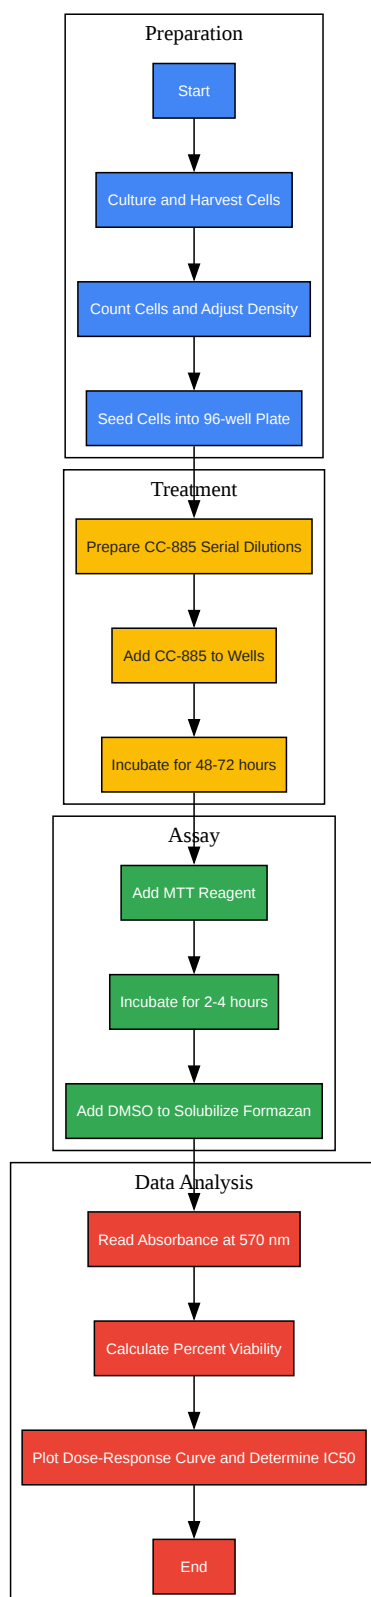 Preparation
Start
Culture and Harvest Cells
Count Cells and Adjust Density
Seed Cells into 96-well Plate
Treatment
Prepare CC-885 Serial Dilutions
Add CC-885 to Wells
Incubate for 48-72 hours
Assay
Add MTT Reagent
Incubate for 2-4 hours
Add DMSO to Solubilize Formazan
Data Analysis
Read Absorbance at 570 nm
Calculate Percent Viability
Plot Dose-Response Curve and Determine IC50
End